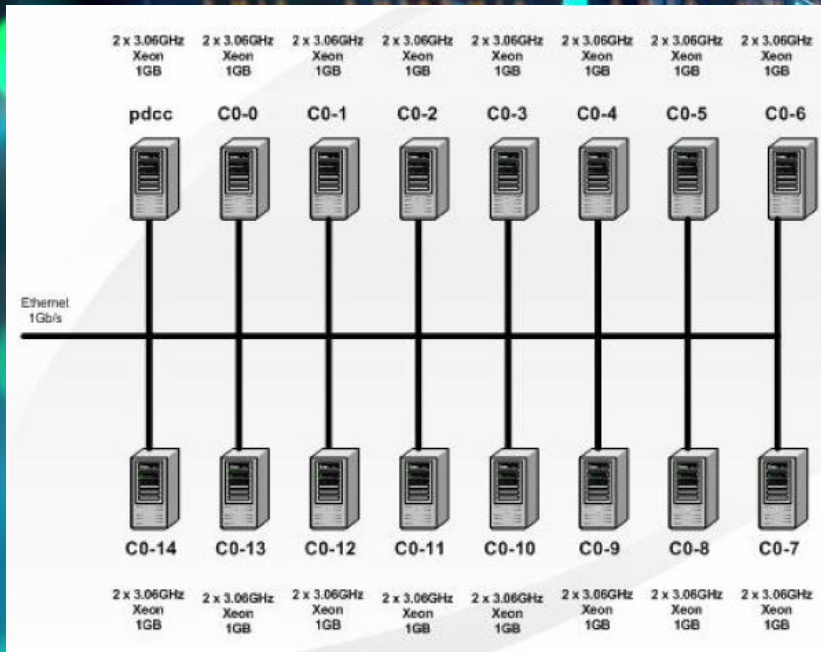 2 x 3.06GHz 2 x 3.06GHz 2 x 3.06GHz 2 x 3.06GHz 2 x 3.06GHz 2 x 3.06GHz 2 x 3.06GHz 2 x 3.06GHz
Xeon Xeon Xeon Xeon Xeon Xeon Xeon Xeon
1GB 1GB 1GB 1GB 1GB 1GB 1GB 1GB
pdcc C0-0 C0-1 C0-2 C0-3 C0-4 C0-5 C0-6
Ethernet
1Gb/s
C0-14 C0-13 C0-12 C0-11 C0-10 C0-9 C0-8 C0-7
2 x 3.06GHz 2 x 3.06GHz 2 x 3.06GHz 2 x 3.06GHz 2 x 3.06GHz 2 x 3.06GHz 2 x 3.06GHz 2 x 3.06GHz
Xeon Xeon Xeon Xeon Xeon Xeon Xeon Xeon
1GB 1GB 1GB 1GB 1GB 1GB 1GB 1GB